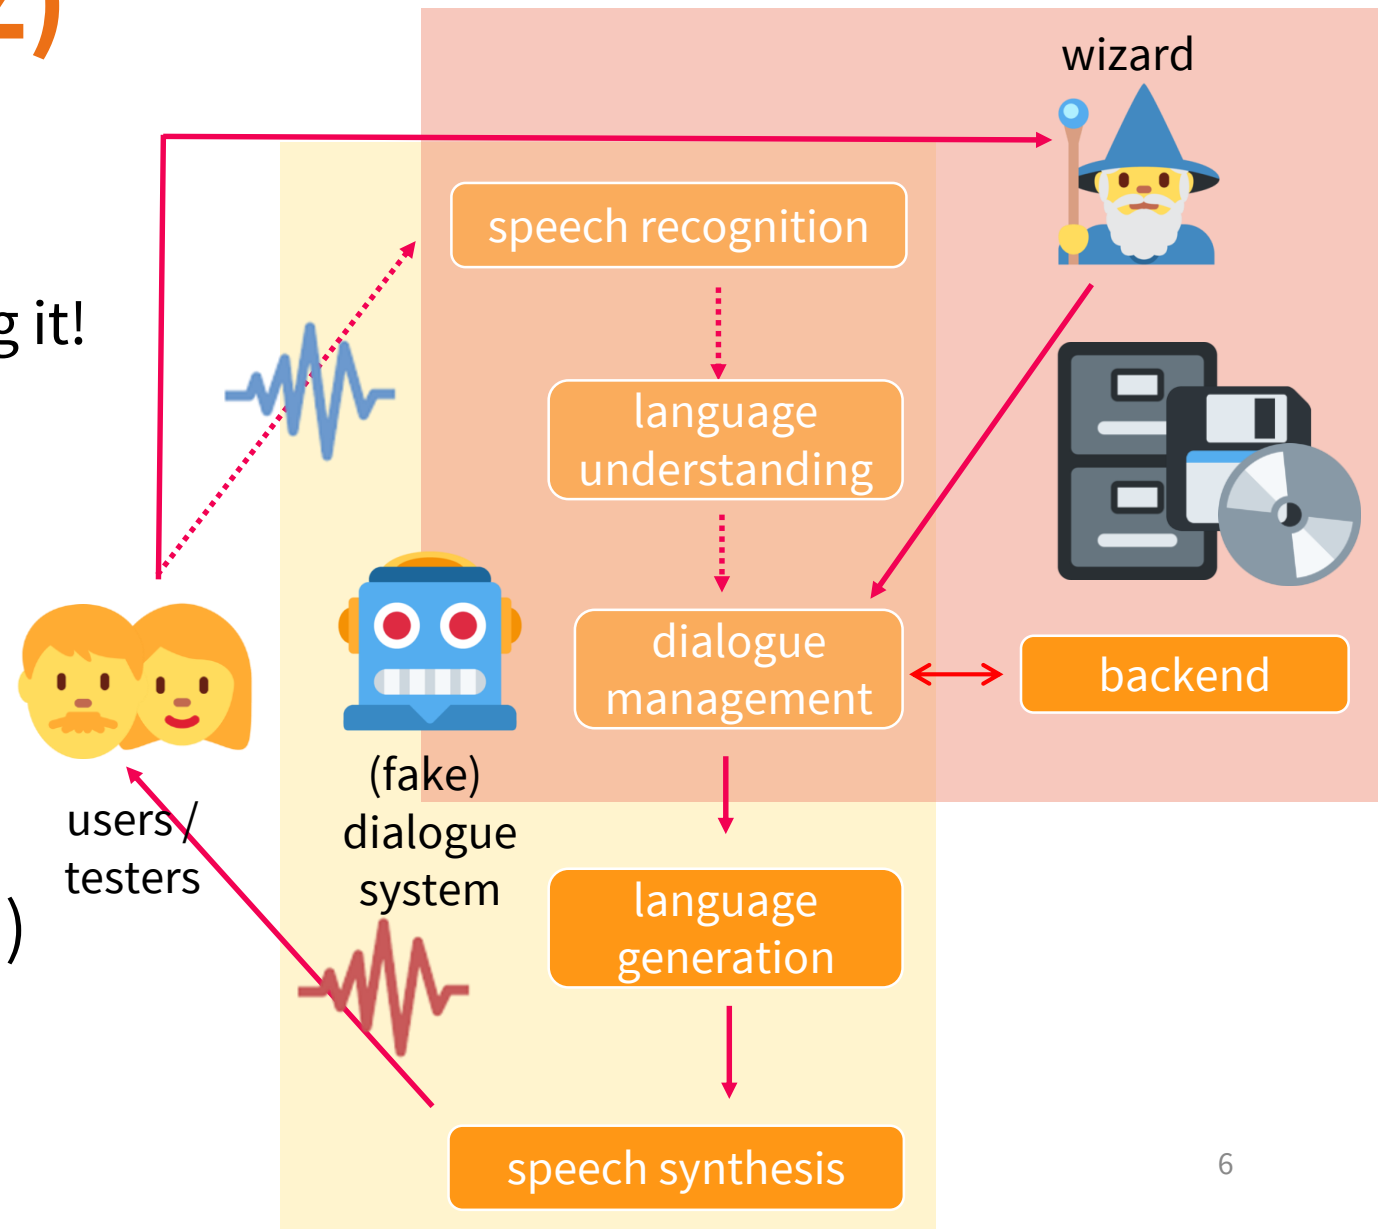 Z)
wizard
speech recognition
g it!
language
understanding
dialogue
management
backend
(fake)
dialogue
system
users /
testers
)
language
generation
speech synthesis
6